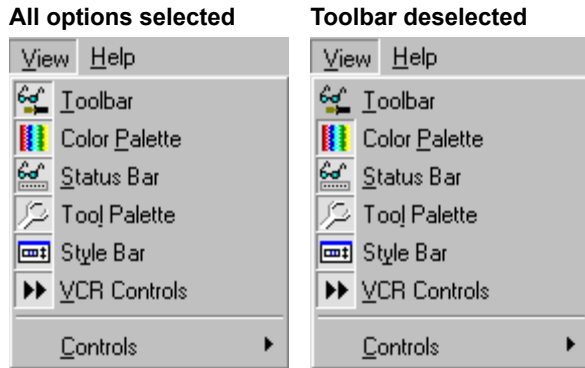 All options selected
View Help
Toolbar
Color Palette
Status Bar
Tool Palette
Style Bar
VCR Controls
Controls
Toolbar deselected
View Help
Toolbar
Color Palette
Status Bar
Tool Palette
Style Bar
VCR Controls
Controls